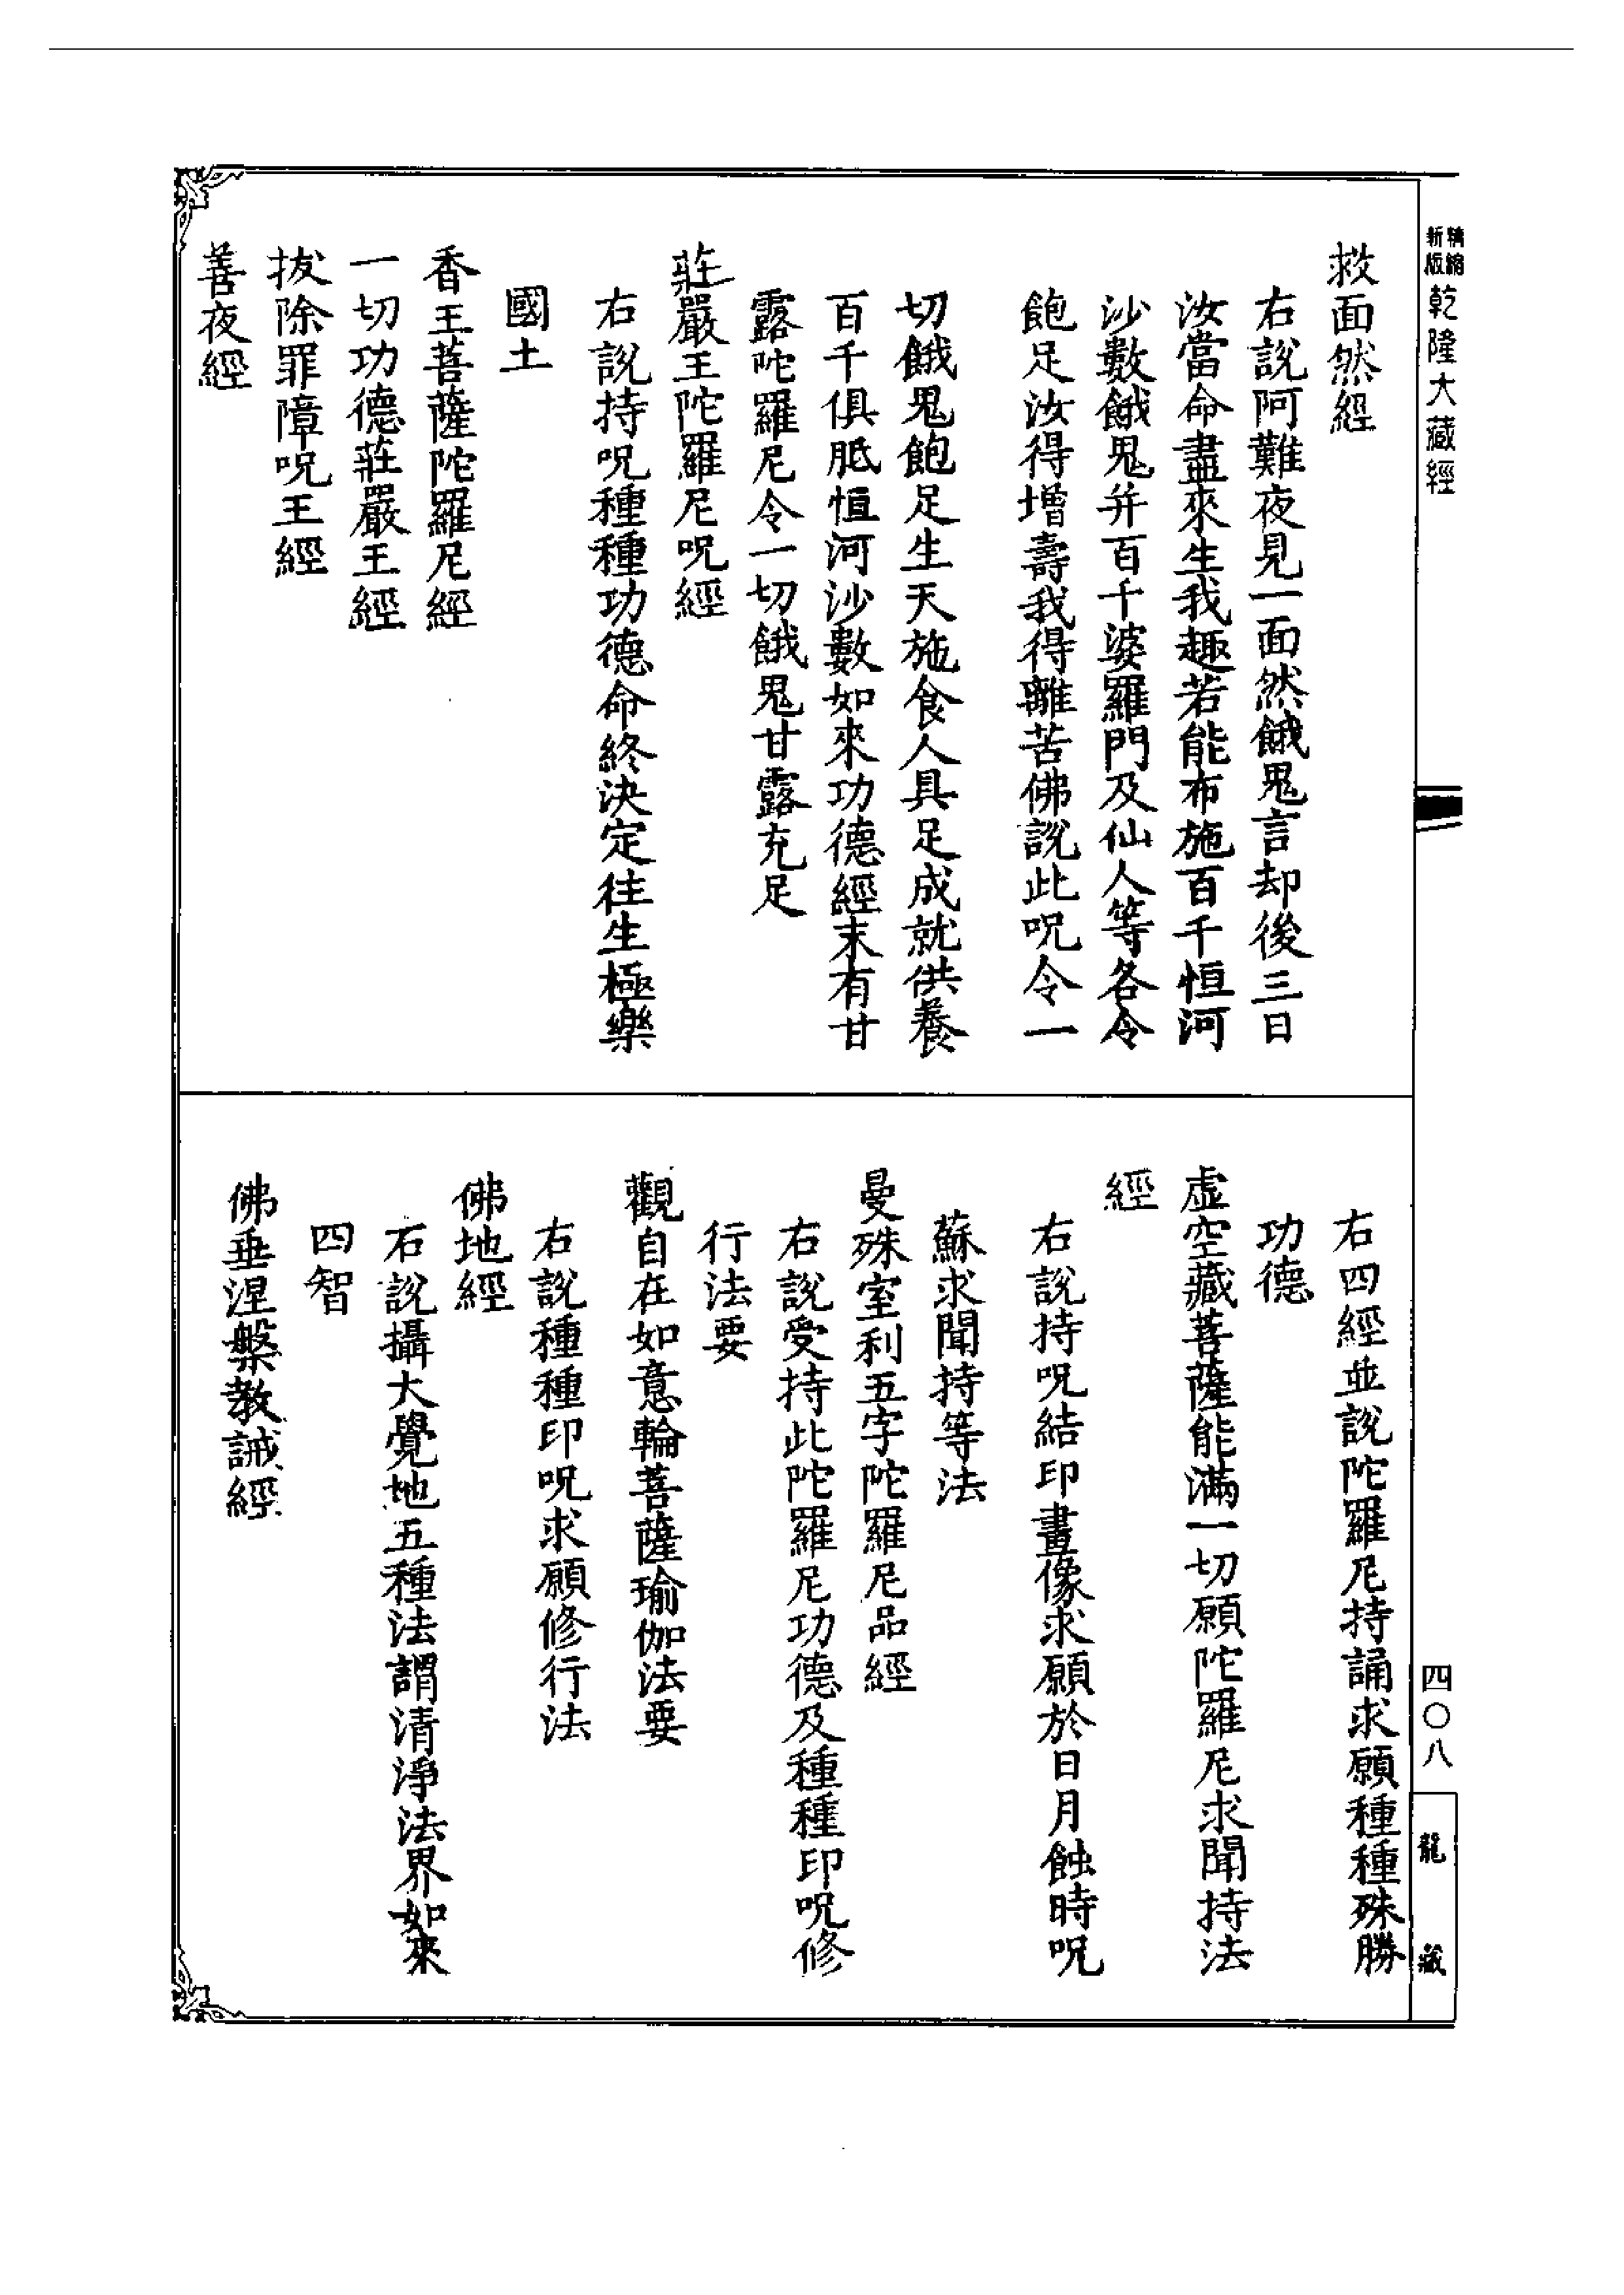 精縮新版乾隆大藏經
救面然經
右說阿難夜見一面然餓鬼言却後三日
汝當命盡來生我趣若能布施百千恒河
沙數餓鬼并百千婆羅門及仙人等各令
飽足汝得增壽我得離苦佛說此呪令一
切餓鬼飽足生天施食人具足成就供養
百千俱胝恒河沙數如來功德經末有甘
露陀羅尼令一切餓鬼甘露充足
莊嚴王陀羅尼呪經
右說持呪種種功德命終決定往生極樂
國土
香王菩薩陀羅尼經
一切功德莊嚴王經
拔除罪障呪王經
善夜經
右四經並說陀羅尼持誦求願種種殊勝
功德
虛空藏菩薩能滿一切願陀羅尼求聞持法
經
右說持呪結印畫像求願於日月蝕時呪
蘇求聞持等法
曼殊室利五字陀羅尼品經
右說受持此陀羅尼功德及種種印呪修
行法要
觀自在如意輪菩薩瑜伽法要
右說種種印呪求願修行法
佛地經
右說攝大覺地五種法謂清淨法界如來
四智
佛垂涅槃教誡經
四〇八
龍藏